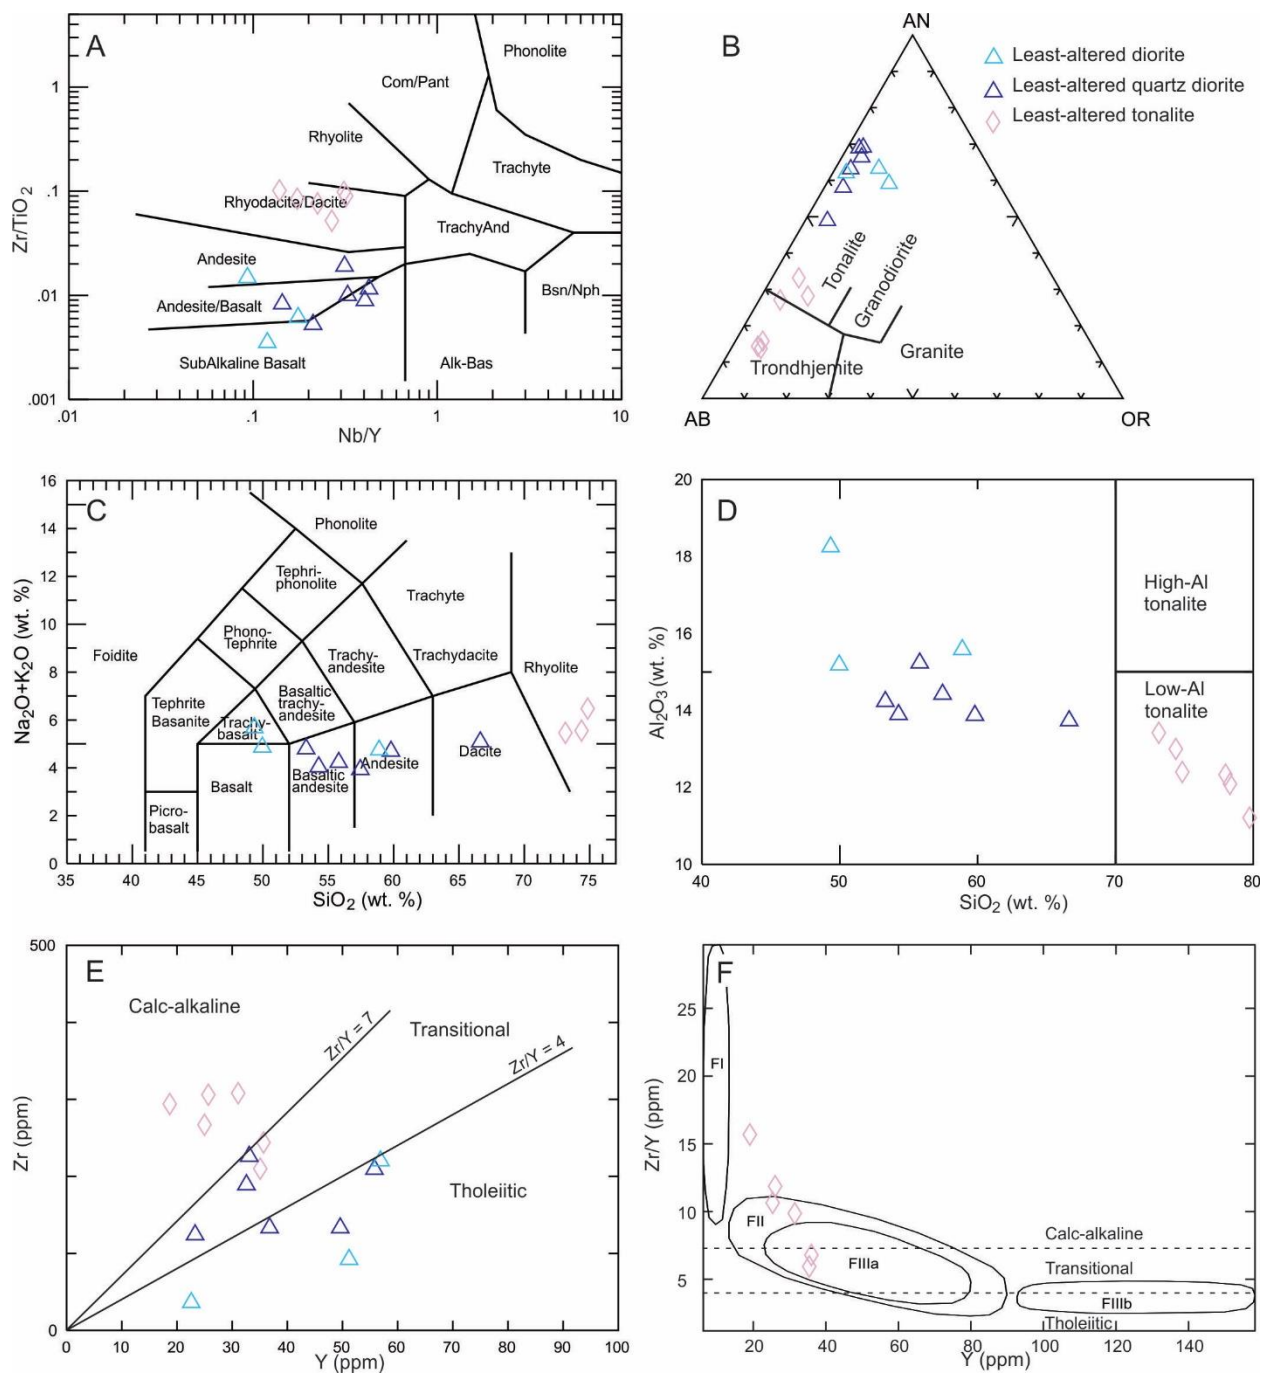 A
Phonolite
Com/Pant
Rhyolite
Trachyte
Rhyodacite/Dacite
TrachyAnd
Andesite
Andesite/Basalt
Bsn/Nph
SubAlkaline Basalt
Alk-Bas
Zr/TiO2
1
.1
.01
.001
.01
.1
1
10
Nb/Y
B
AN
Least-altered diorite
Least-altered quartz diorite
Least-altered tonalite
Tonalite
Granodiorite
Granite
Trondhjemite
AB
OR
C
Na2O+K2O (wt. %)
16
14
12
10
8
6
4
2
0
Phonolite
Tephri-
phonolite
Trachyte
Phono-
Tephrite
Foidite
Trachy-
andesite
Trachydacite
Rhyolite
Tephrite
Basanite
Basaltic
trachy-
andesite
Trachy-
basalt
Dacite
Andesite
Basalt
Basaltic
andesite
Picro-
basalt
35
40
45
50
55
60
65
70
75
SiO2 (wt. %)
D
Al2O3 (wt. %)
20
18
16
14
12
10
High-Al
tonalite
Low-Al
tonalite
40
50
60
70
80
SiO2 (wt. %)
E
500
0
Zr (ppm)
Calc-alkaline
Zr/Y = 7
Transitional
Zr/Y = 4
Tholeiitic
0
10
20
30
40
50
60
70
80
90
100
Y (ppm)
F
Zr/Y (ppm)
25
20
15
10
5
FI
FII
FIIIa
Calc-alkaline
Transitional
FIIIb
Tholeiitic
20
40
60
80
100
120
140
Y (ppm)